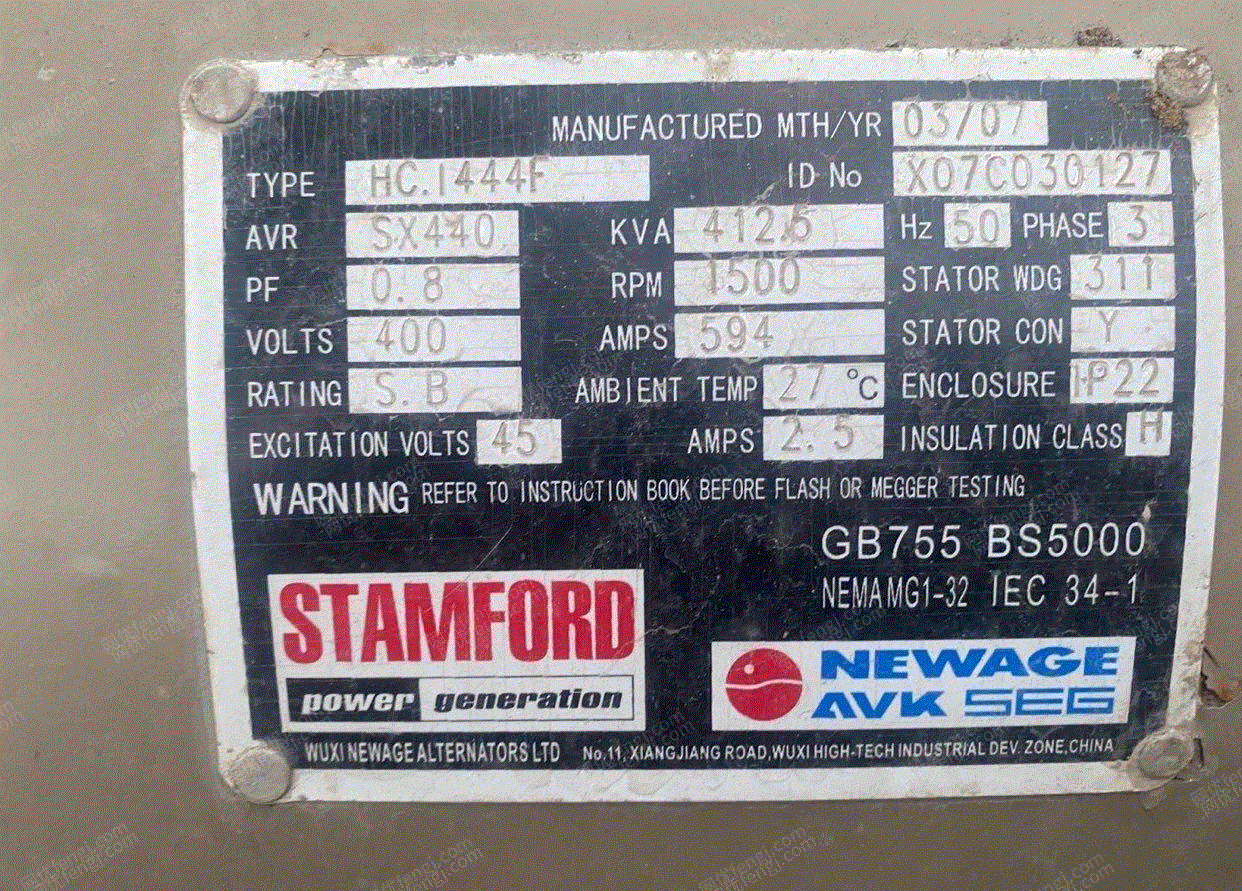 MANUFACTURED MTH/YR 03/07
TYPE HC.I444F ID No X07C030127
AVR SX440 KVA 412.5 Hz 50 PHASE 3
PF 0.8 RPM 1500 STATOR WDG 311
VOLTS 400 AMPS 594 STATOR CON Y
RATING S.B AMBIENT TEMP 27 °C ENCLOSURE IP22
EXCITATION VOLTS 45 AMPS 2.5 INSULATION CLASS H
WARNING REFER TO INSTRUCTION BOOK BEFORE FLASH OR MEGGER TESTING
GB755 BS5000
NEMA MG1-32 IEC 34-1
STAMFORD
power generation
NEWAGE
AVK SEG
WUXI NEWAGE ALTERNATORS LTD No.11, XIANGJIANG ROAD,WUXI HIGH-TECH INDUSTRIAL DEV. ZONE,CHINA